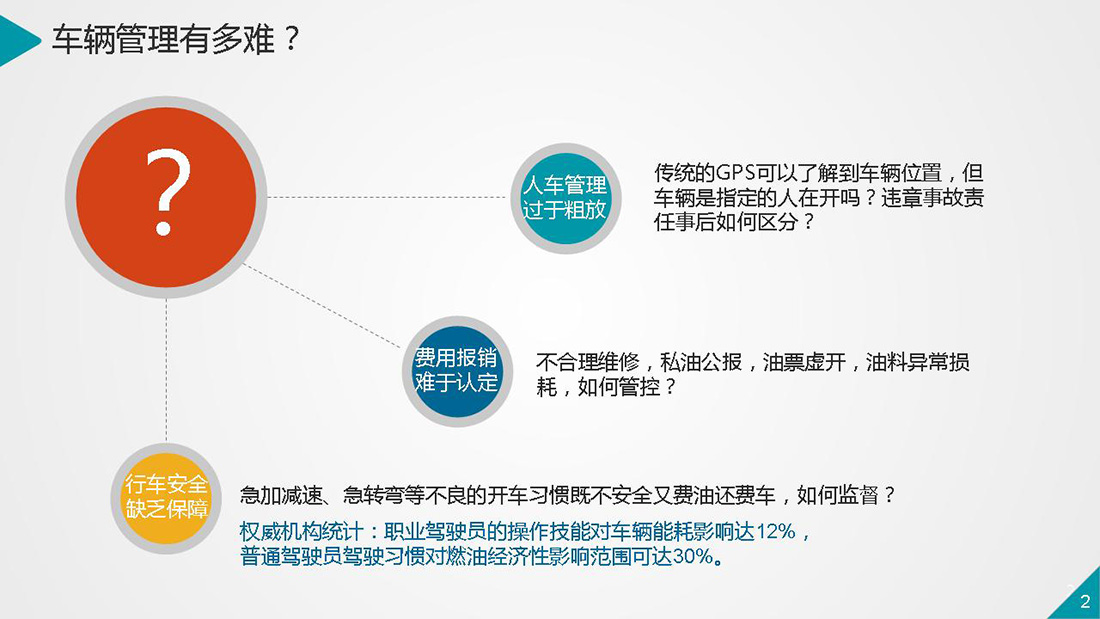 车辆管理有多难？
?
人车管理
过于粗放
传统的GPS可以了解到车辆位置，但
车辆是指定的人在开吗？违章事故责
任事后如何区分？
费用报销
难于认定
不合理维修，私油公报，油票虚开，油料异常损
耗，如何管控？
行车安全
缺乏保障
急加减速、急转弯等不良的开车习惯既不安全又费油还费车，如何监督？
权威机构统计：职业驾驶员的操作技能对车辆能耗影响达12%，
普通驾驶员驾驶习惯对燃油经济性影响范围可达30%。
2